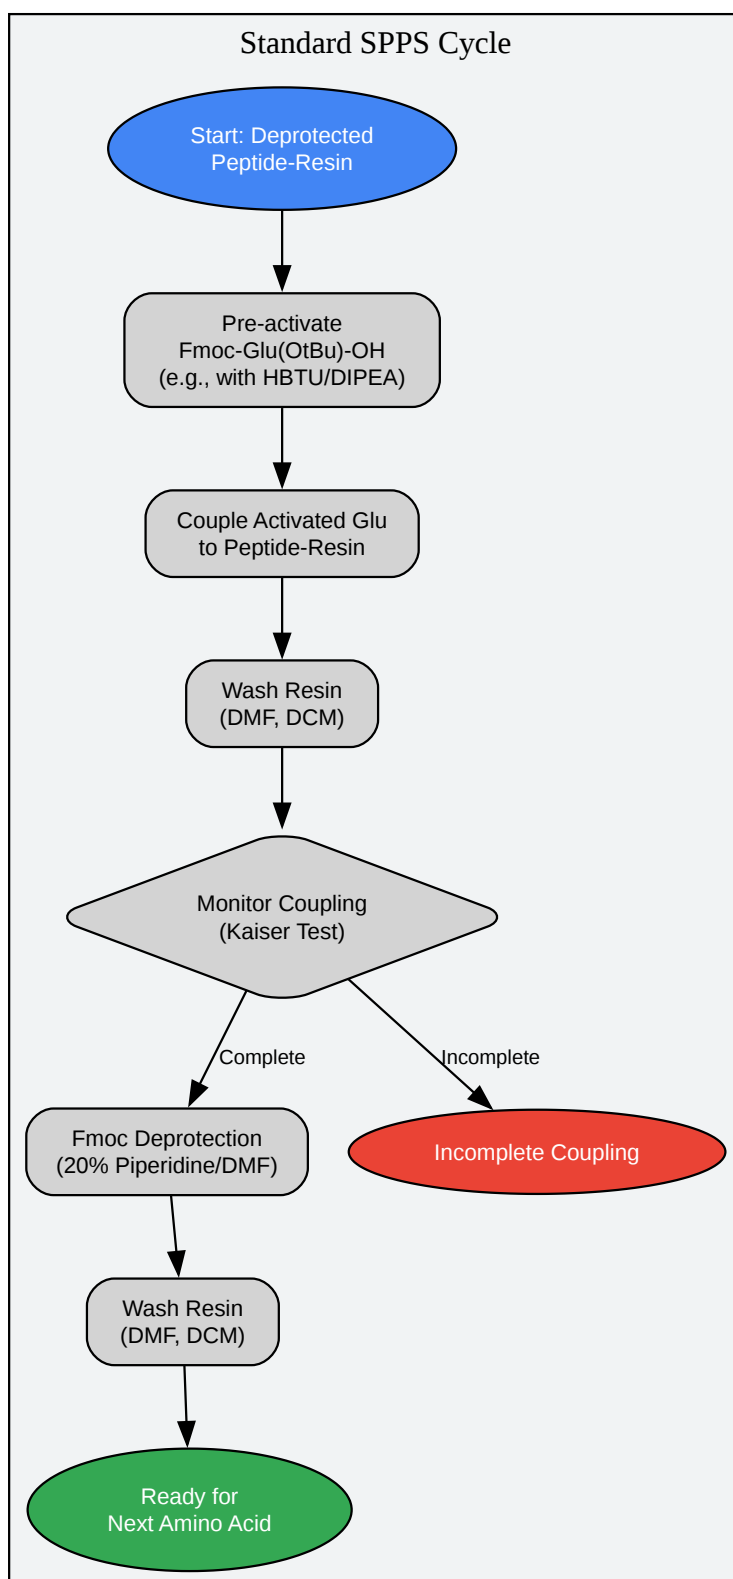 Standard SPPS Cycle
Start: Deprotected
Peptide-Resin
Pre-activate
Fmoc-Glu(OtBu)-OH
(e.g., with HBTU/DIPEA)
Couple Activated Glu
to Peptide-Resin
Wash Resin
(DMF, DCM)
Monitor Coupling
(Kaiser Test)
Complete
Incomplete
Fmoc Deprotection
(20% Piperidine/DMF)
Incomplete Coupling
Wash Resin
(DMF, DCM)
Ready for
Next Amino Acid